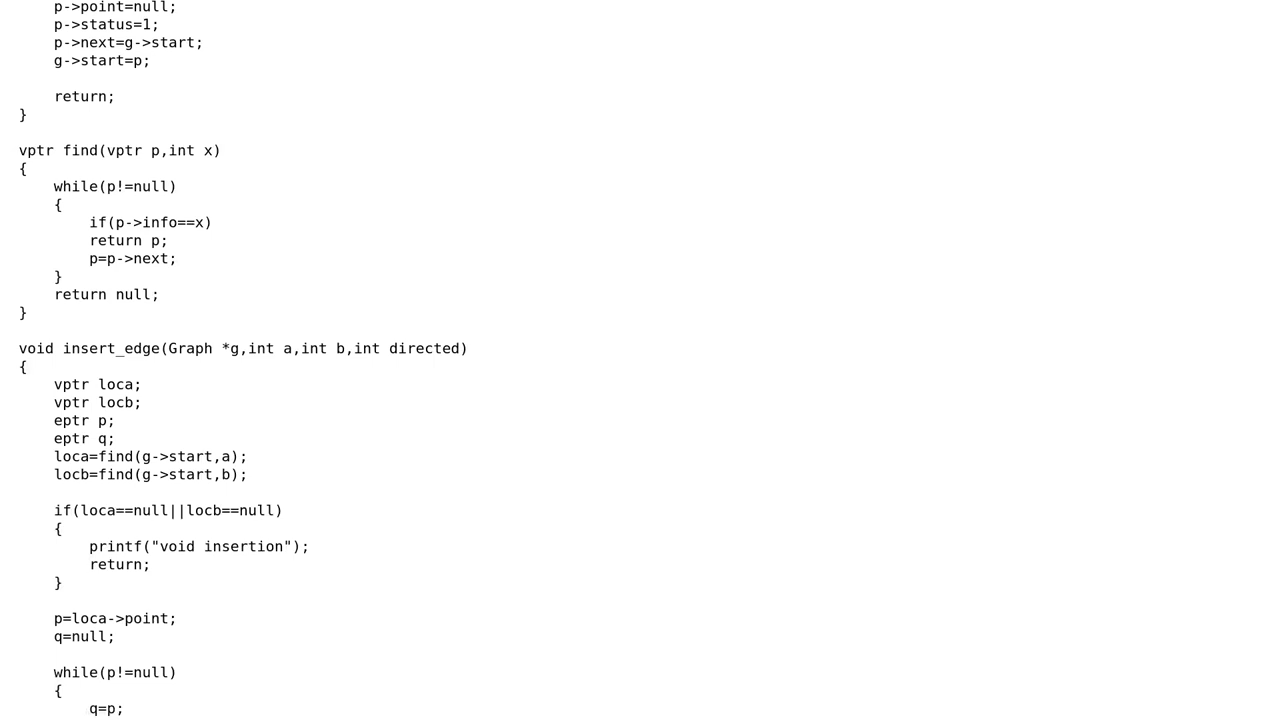 p->point=null;
    p->status=1;
    p->next=g->start;
    g->start=p;

    return;
}

vptr find(vptr p,int x)
{
    while(p!=null)
    {
        if(p->info==x)
        return p;
        p=p->next;
    }
    return null;
}

void insert_edge(Graph *g,int a,int b,int directed)
{
    vptr loca;
    vptr locb;
    eptr p;
    eptr q;
    loca=find(g->start,a);
    locb=find(g->start,b);

    if(loca==null||locb==null)
    {
        printf("void insertion");
        return;
    }

    p=loca->point;
    q=null;

    while(p!=null)
    {
        q=p;